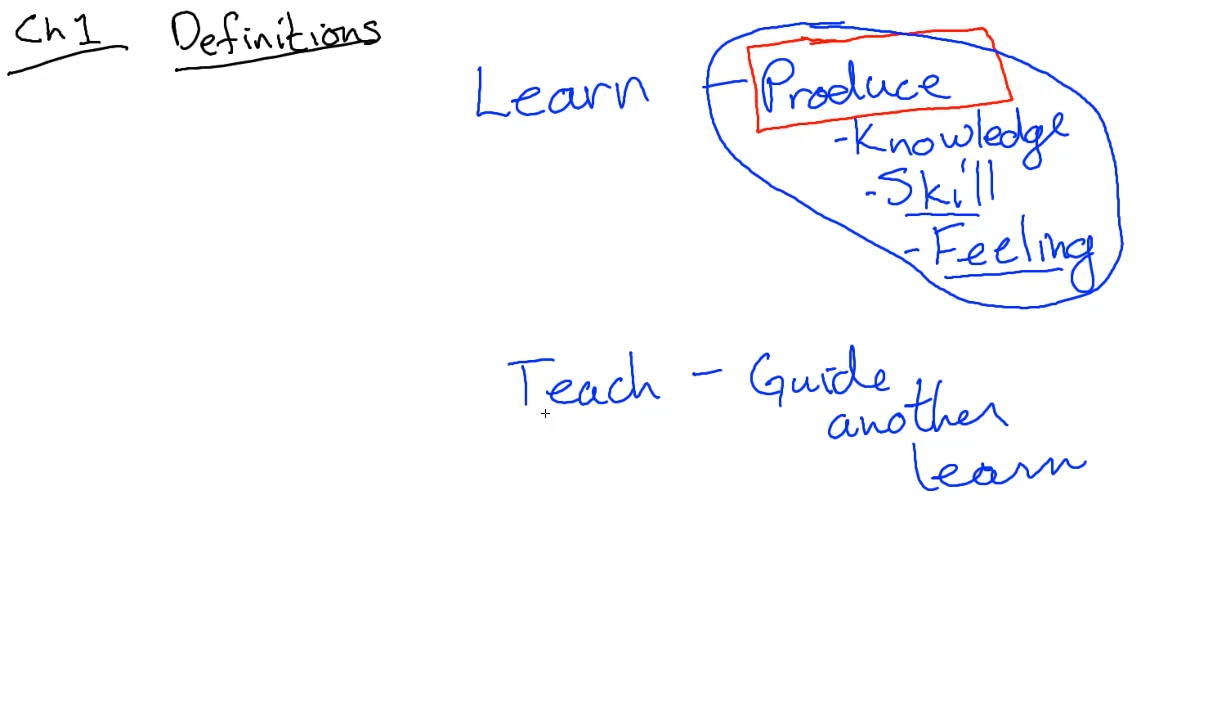 Ch 1 Definitions
Learn - Produce
- Knowledge
- Skill
- Feeling
Teach - Guide
another
learn